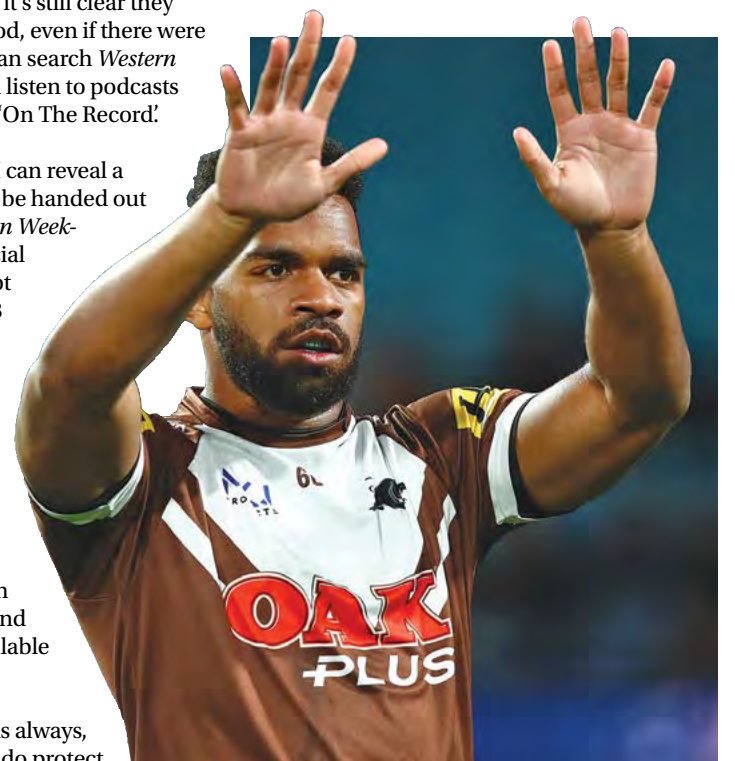 it's still clear they
od, even if there were
an search Western
listen to podcasts
'On The Record'.
can reveal a
be handed out
n Week-
cial
ot
nd
lable
s always,
do protect
OAK
PLUS